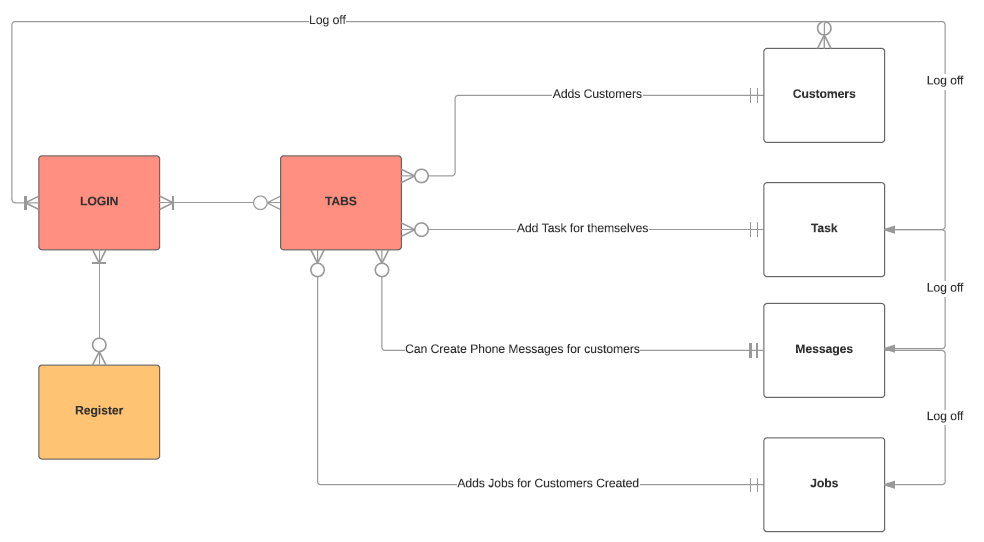 Log off
Log off
Adds Customers
Customers
LOGIN
TABS
Add Task for themselves
Task
Log off
Can Create Phone Messages for customers
Messages
Register
Log off
Adds Jobs for Customers Created
Jobs